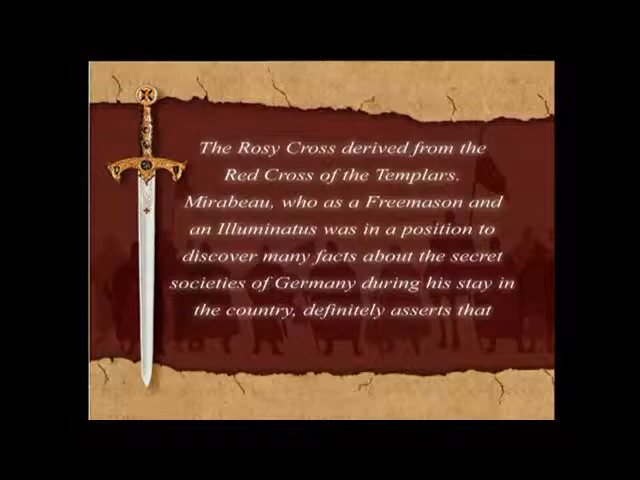 The Rosy Cross derived from the
Red Cross of the Templars.
Mirabeau, who as a Freemason and
an Illuminatus was in a position to
discover many facts about the secret
societies of Germany during his stay in
the country, definitely asserts that